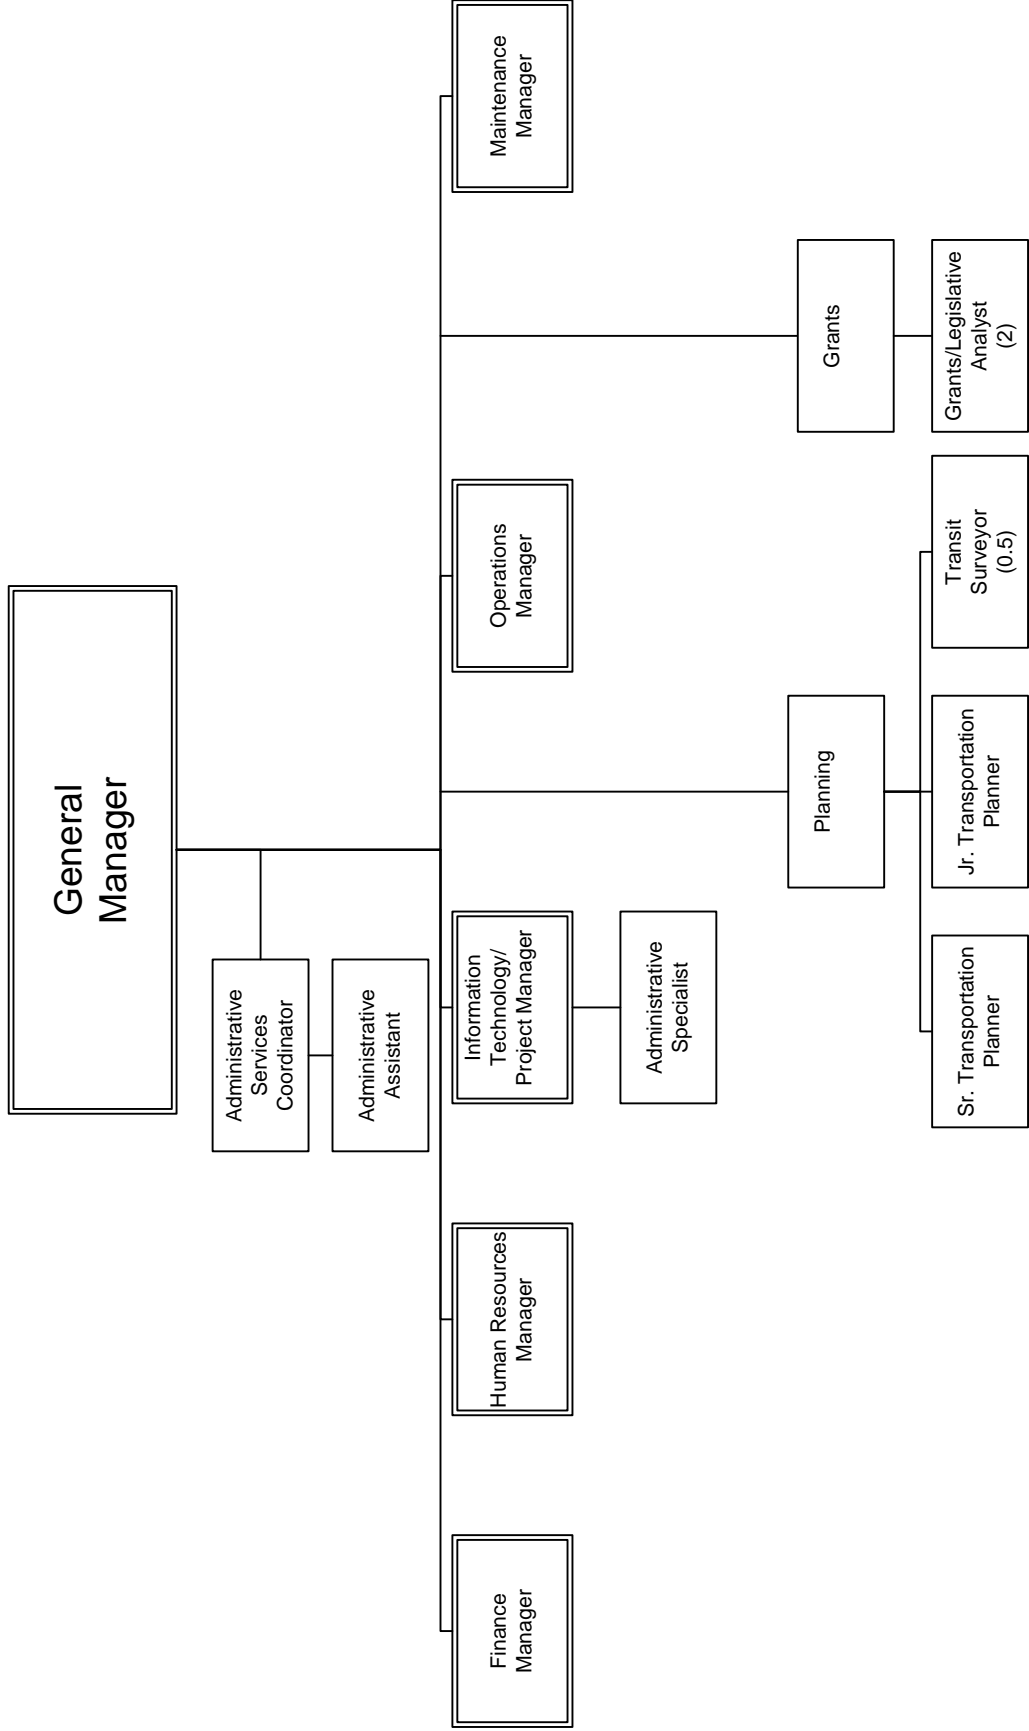 General
Manager
Administrative
Services
Coordinator
Administrative
Assistant
Finance
Manager
Human Resources
Manager
Information
Technology/
Project Manager
Operations
Manager
Maintenance
Manager
Administrative
Specialist
Planning
Grants
Sr. Transportation
Planner
Jr. Transportation
Planner
Transit
Surveyor
(0.5)
Grants/Legislative
Analyst
(2)